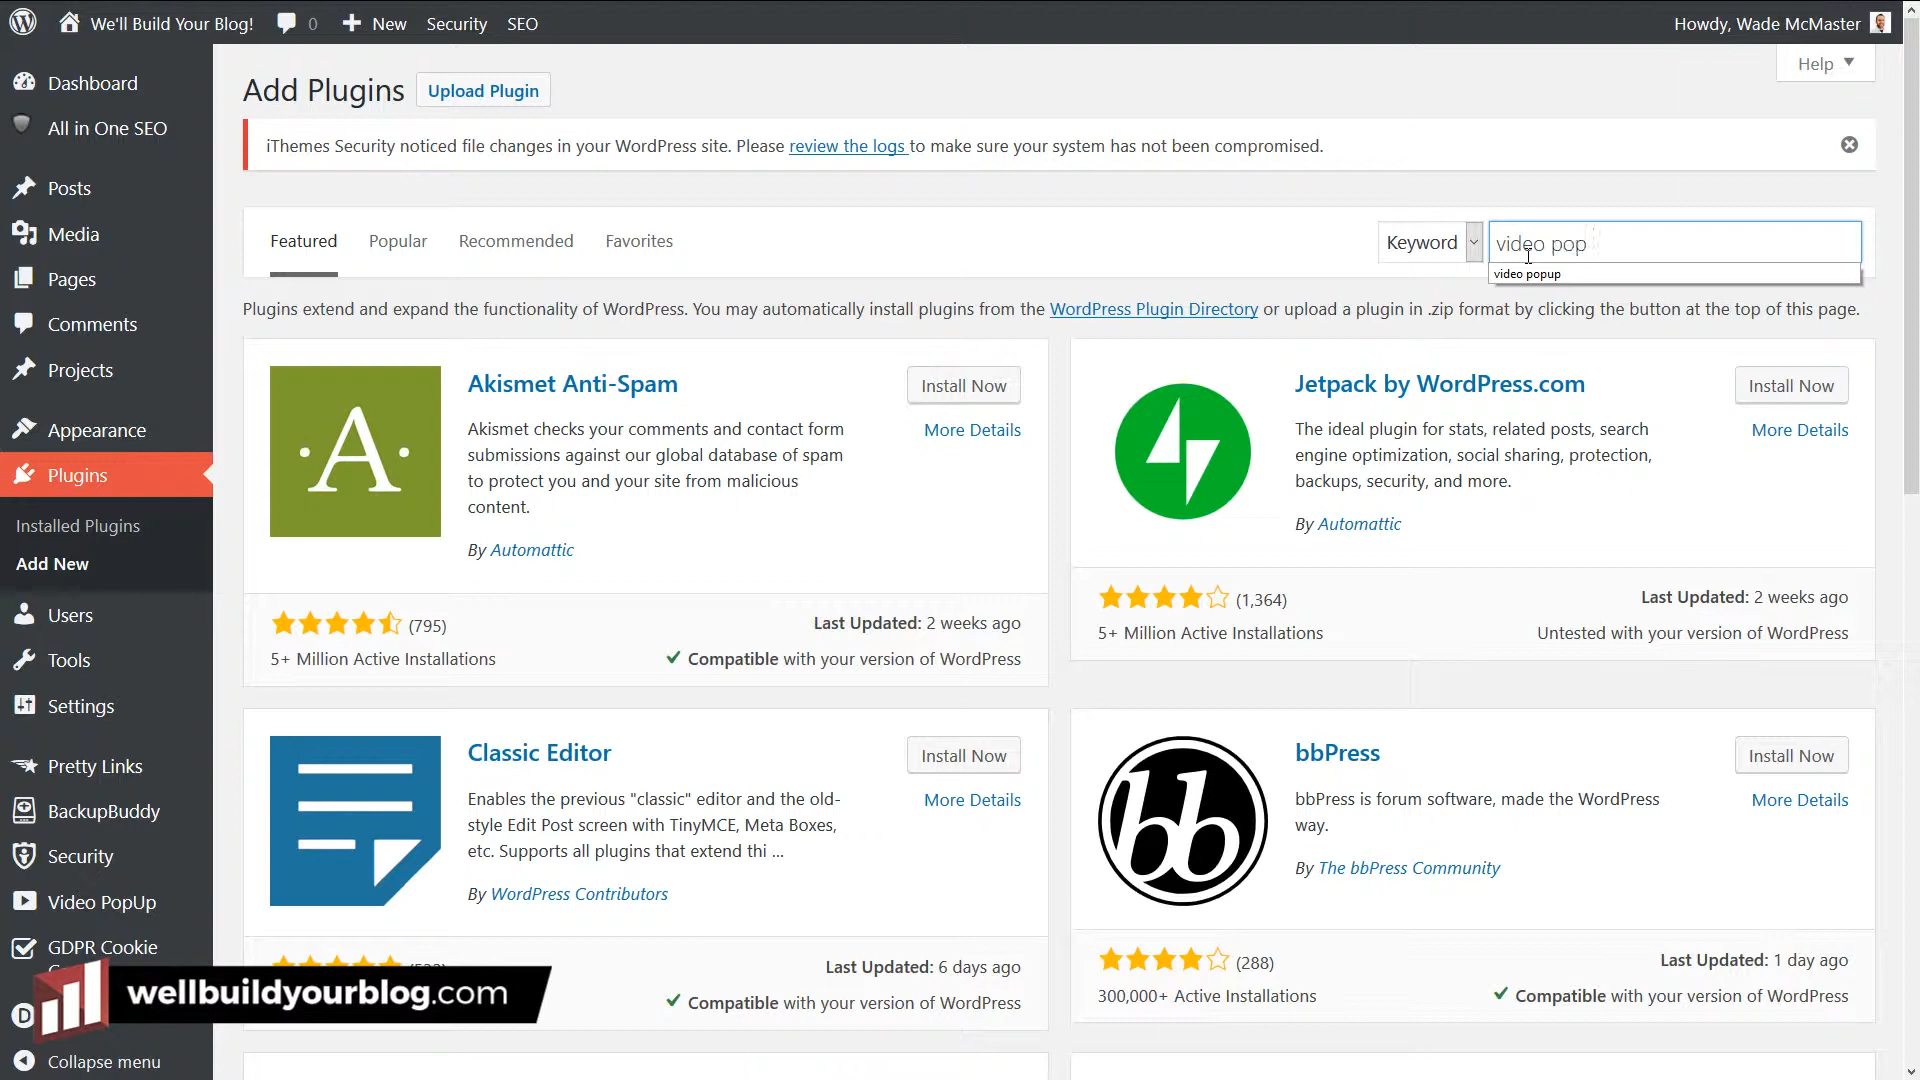 We'll Build Your Blog! 0 New Security SEO Howdy, Wade McMaster
Help
Dashboard
All in One SEO
Posts
Media
Pages
Comments
Projects
Appearance
Plugins
Installed Plugins
Add New
Users
Tools
Settings
Pretty Links
BackupBuddy
Security
Video PopUp
GDPR Cookie
Collapse menu
Add Plugins Upload Plugin
iThemes Security noticed file changes in your WordPress site. Please review the logs to make sure your system has not been compromised.
Featured Popular Recommended Favorites Keyword video pop
video popup
Plugins extend and expand the functionality of WordPress. You may automatically install plugins from the WordPress Plugin Directory or upload a plugin in .zip format by clicking the button at the top of this page.
·A·
Akismet Anti-Spam
Install Now
More Details
Akismet checks your comments and contact form
submissions against our global database of spam
to protect you and your site from malicious
content.
By Automattic
(795)
Last Updated: 2 weeks ago
5+ Million Active Installations
Compatible with your version of WordPress
Jetpack by WordPress.com
Install Now
More Details
The ideal plugin for stats, related posts, search
engine optimization, social sharing, protection,
backups, security, and more.
By Automattic
(1,364)
Last Updated: 2 weeks ago
5+ Million Active Installations
Untested with your version of WordPress
Classic Editor
Install Now
More Details
Enables the previous "classic" editor and the old-
style Edit Post screen with TinyMCE, Meta Boxes,
etc. Supports all plugins that extend thi ...
By WordPress Contributors
Last Updated: 6 days ago
Compatible with your version of WordPress
bb
bbPress
Install Now
More Details
bbPress is forum software, made the WordPress
way.
By The bbPress Community
(288)
Last Updated: 1 day ago
300,000+ Active Installations
Compatible with your version of WordPress
wellbuildyourblog.com